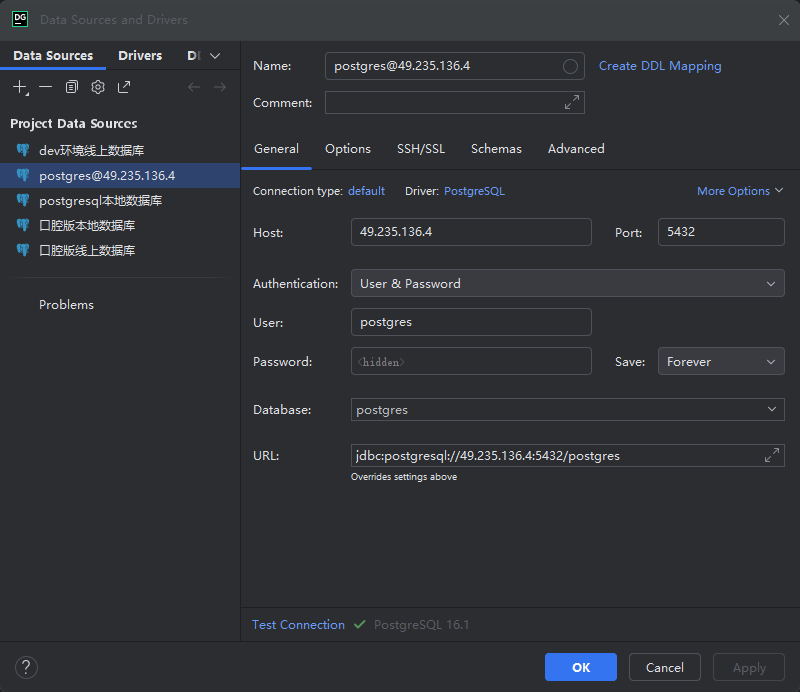 DG Data Sources and Drivers
Data Sources Drivers
Name: postgres@49.235.136.4 Create DDL Mapping
Comment:
Project Data Sources
dev环境线上数据库
postgres@49.235.136.4
postgresql本地数据库
口腔版本地数据库
口腔版线上数据库
Problems
General Options SSH/SSL Schemas Advanced
Connection type: default Driver: PostgreSQL More Options
Host: 49.235.136.4 Port: 5432
Authentication: User & Password
User: postgres
Password: <hidden> Save: Forever
Database: postgres
URL: jdbc:postgresql://49.235.136.4:5432/postgres
Overrides settings above
Test Connection PostgreSQL 16.1
? OK Cancel Apply